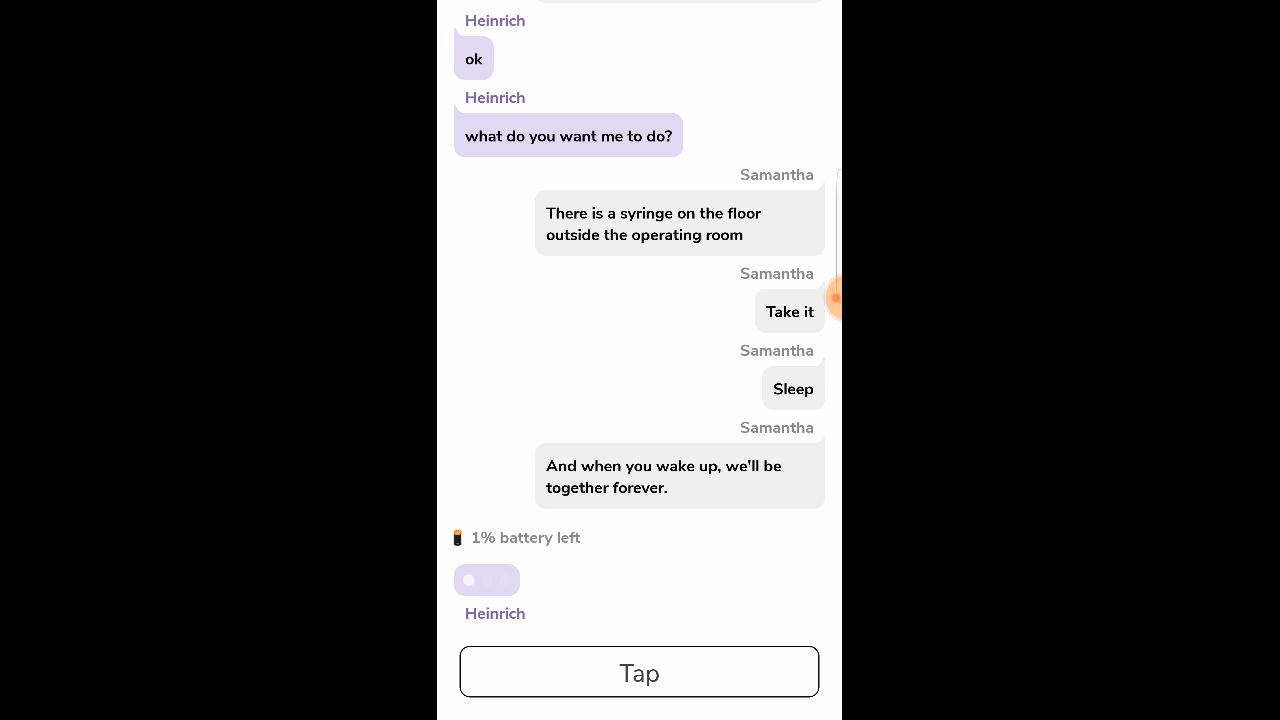 Heinrich
ok
Heinrich
what do you want me to do?
Samantha
There is a syringe on the floor
outside the operating room
Samantha
Take it
Samantha
Sleep
Samantha
And when you wake up, we'll be
together forever.
1% battery left
Heinrich
Tap